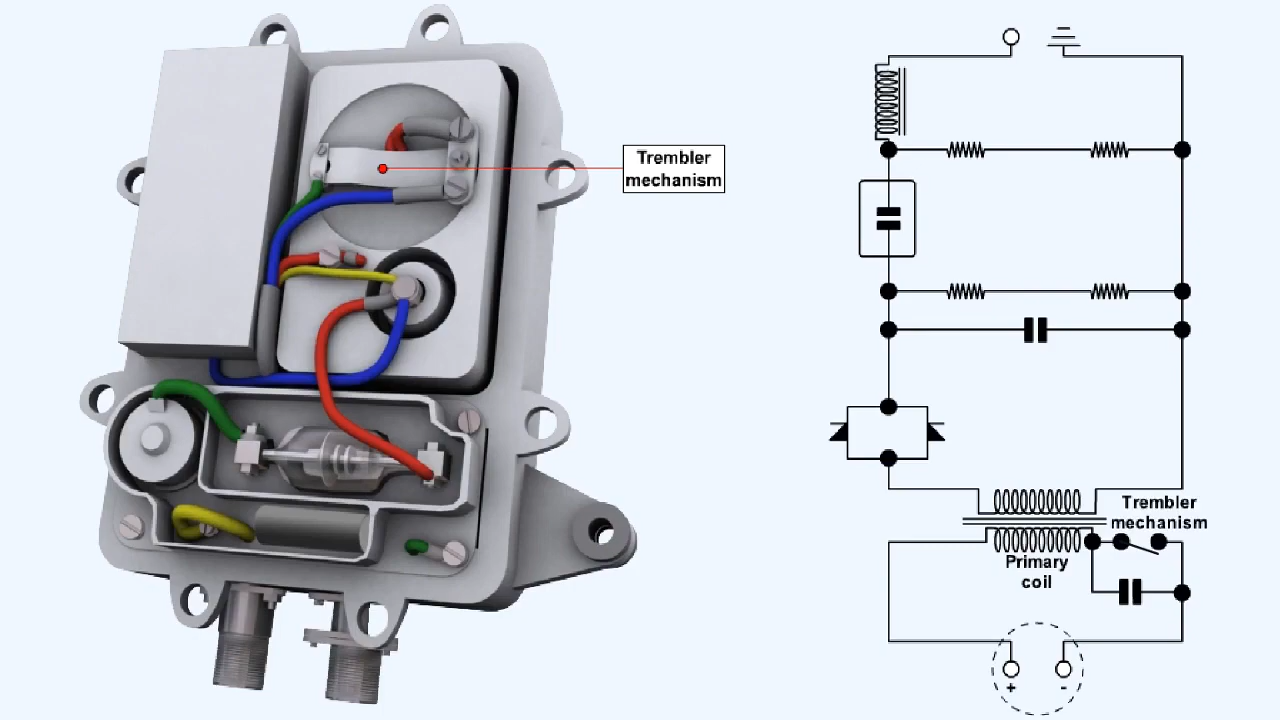 Trembler
mechanism
Trembler
mechanism
Primary
coil
+
-